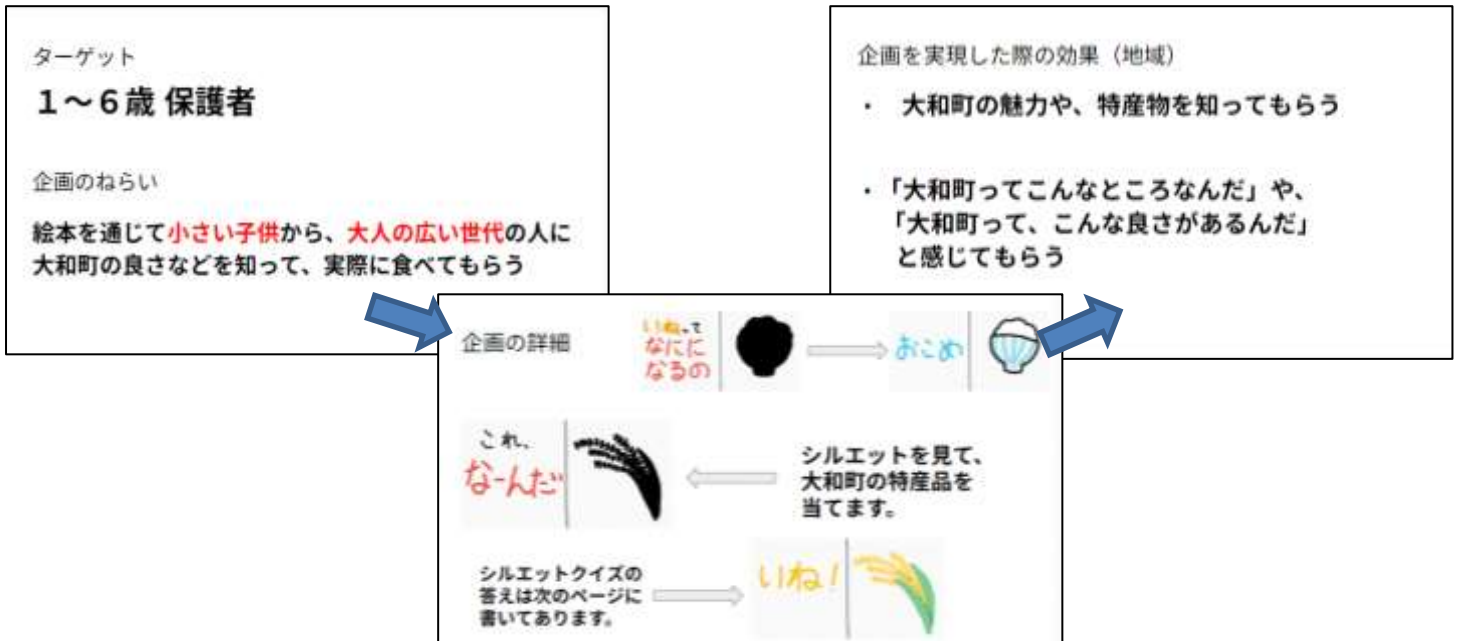 ターゲット
１～６歳 保護者
企画のねらい
絵本を通じて小さい子供から、大人の広い世代の人に
大和町の良さなどを知って、実際に食べてもらう
企画の詳細
いねって
なにに
なるの
おこめ
これ、
なーんだ
シルエットを見て、
大和町の特産品を
当てます。
シルエットクイズの
答えは次のページに
書いてあります。
いね！
企画を実現した際の効果（地域）
・ 大和町の魅力や、特産物を知ってもらう
・「大和町ってこんなところなんだ」や、
「大和町って、こんな良さがあるんだ」
と感じてもらう